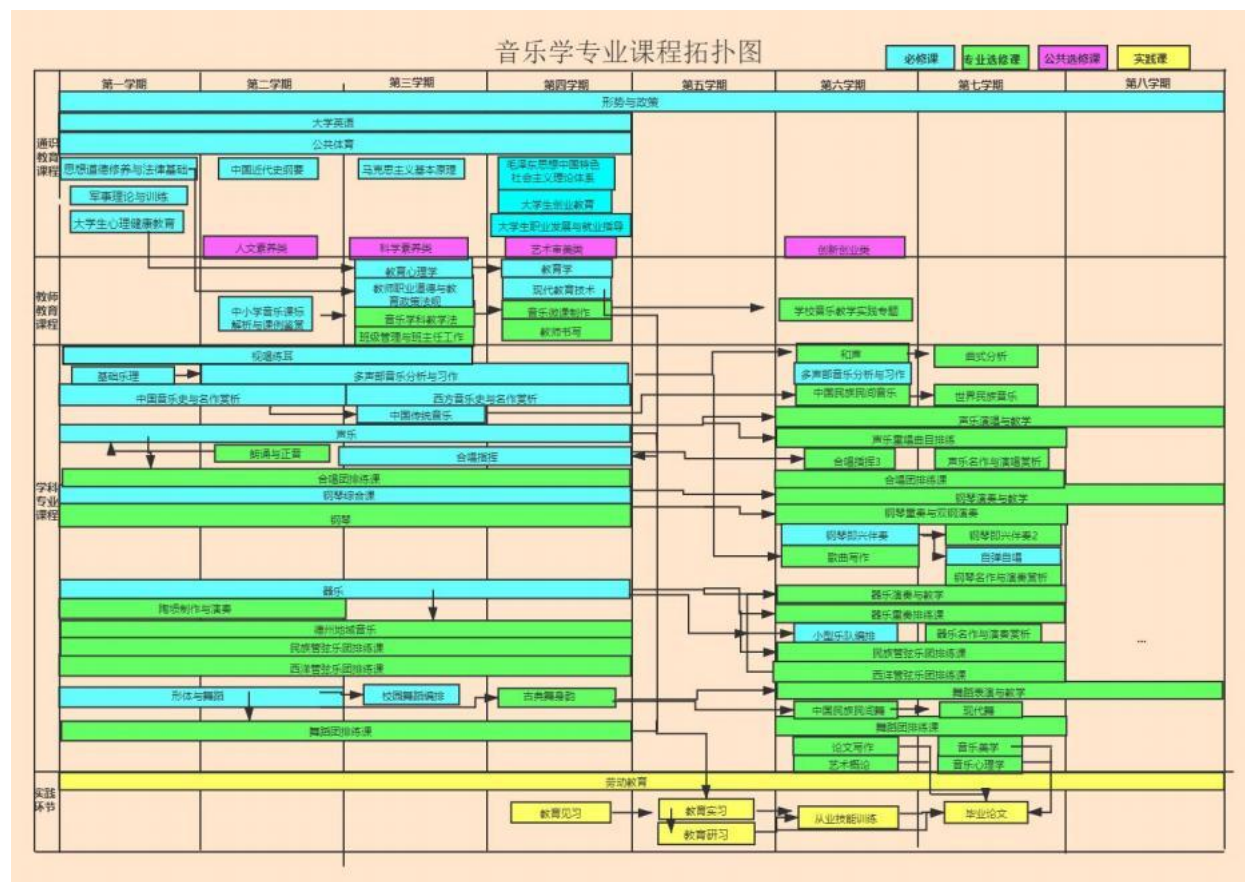 音乐学专业课程拓扑图
必修课 专业选修课 公共选修课 实践课
第一学期 第二学期 第三学期 第四学期 第五学期 第六学期 第七学期 第八学期
形势与政策
大学英语
公共体育
通识
教育
课程
思想道德修养与法律基础 中国近代史纲要 马克思主义基本原理
毛泽东思想中国特色
社会主义理论体系
军事理论与训练
大学生创业教育
大学生心理健康教育
大学生职业发展与就业指导
人文素养类 科学素养类 艺术审美类 创新创业类
教师
教育
课程
教育心理学 教育学
教师职业道德与教
育政策法规
现代教育技术
中小学音乐课标
解析与课例鉴赏
音乐学科教学法 音乐微课制作 学校音乐教学实践专题
班级管理与班主任工作 教师书写
学科
专业
课程
视唱练耳 和声 曲式分析
基础乐理 多声部音乐分析与习作 多声部音乐分析与习作
中国音乐史与名作赏析 西方音乐史与名作赏析 中国民族民间音乐 世界民族音乐
中国传统音乐
声乐演唱与教学
声乐 声乐重唱曲目排练
朗诵与正音 合唱指挥 合唱指挥3 声乐名作与演唱赏析
合唱团排练课 合唱团排练课
钢琴综合课 钢琴演奏与教学
钢琴 钢琴重奏与双钢演奏
钢琴即兴伴奏 钢琴即兴伴奏2
歌曲写作 自弹自唱
钢琴名作与演奏赏析
器乐 器乐演奏与教学
陶埙制作与演奏 器乐重奏排练课
德州地域音乐 小型乐队编排 器乐名作与演奏赏析
...
民族管弦乐团排练课 民族管弦乐团排练课
西洋管弦乐团排练课 西洋管弦乐团排练课
形体与舞蹈 校园舞蹈编排 古典舞身韵 舞蹈表演与教学
中国民族民间舞 现代舞
舞蹈团排练课 舞蹈团排练课
论文写作 音乐美学
艺术概论 音乐心理学
实践
环节
劳动教育
教育见习 教育实习 从业技能训练 毕业论文
教育研习